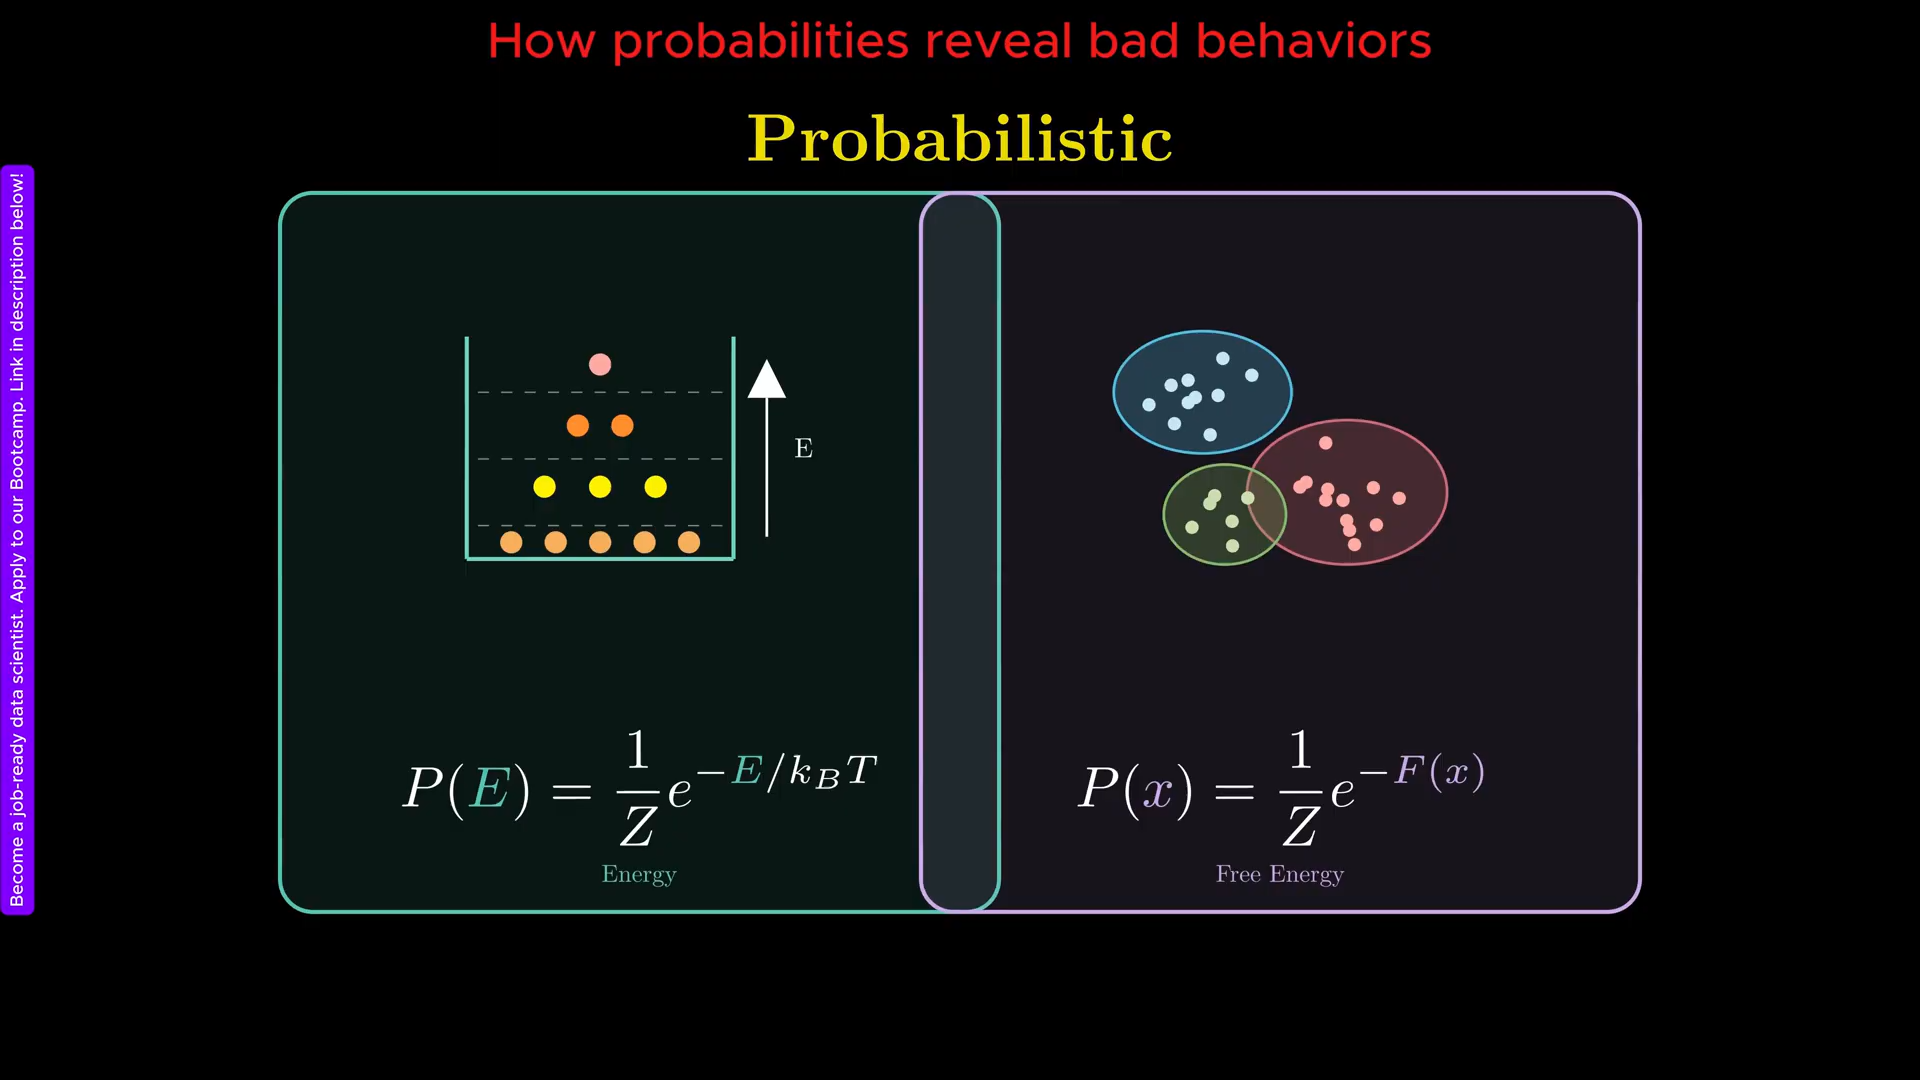 How probabilities reveal bad behaviors
Probabilistic
Become a job-ready data scientist. Apply to our Bootcamp. Link in description below!
E
P(E) = 1/Z e^{-E/k_BT}
Energy
P(x) = 1/Z e^{-F(x)}
Free Energy